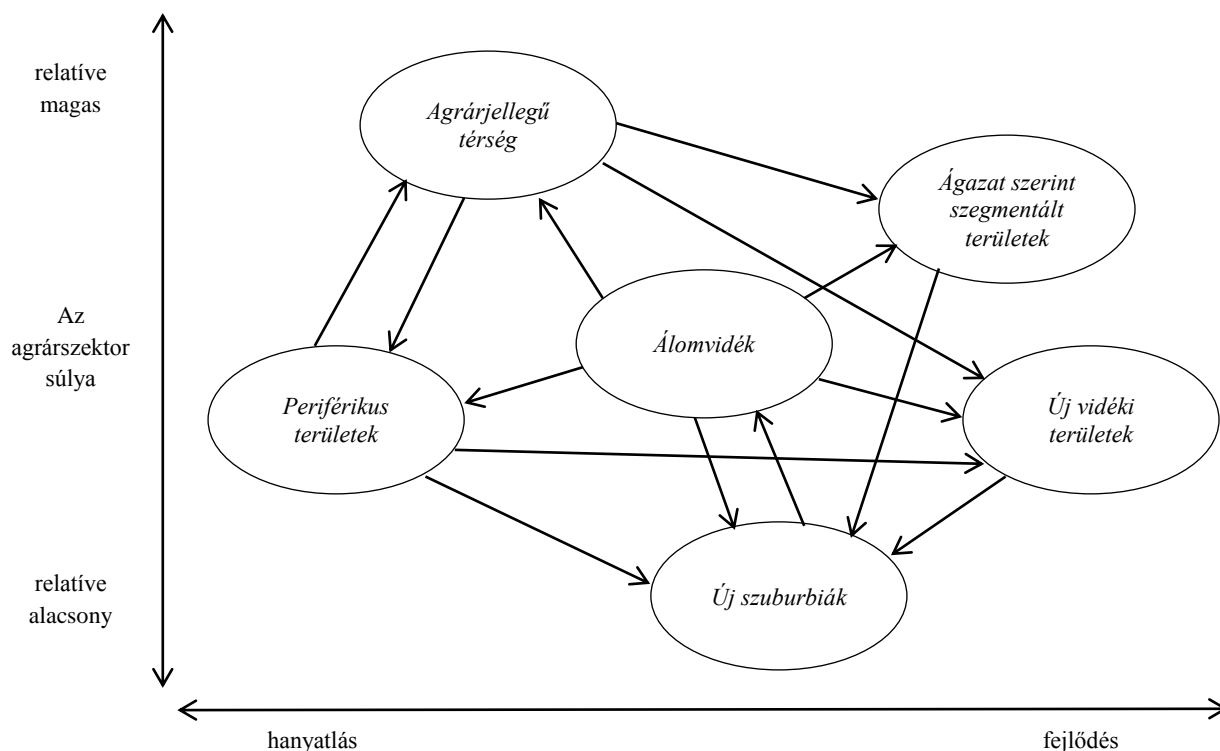 relatíve
magas
Agrárjellegű
térség
Ágazat szerint
szegmentált
területek
Az
agrárszektor
súlya
Álomvidék
Periférikus
területek
Új vidéki
területek
relatíve
alacsony
Új szuburbiák
hanyatlás
fejlődés